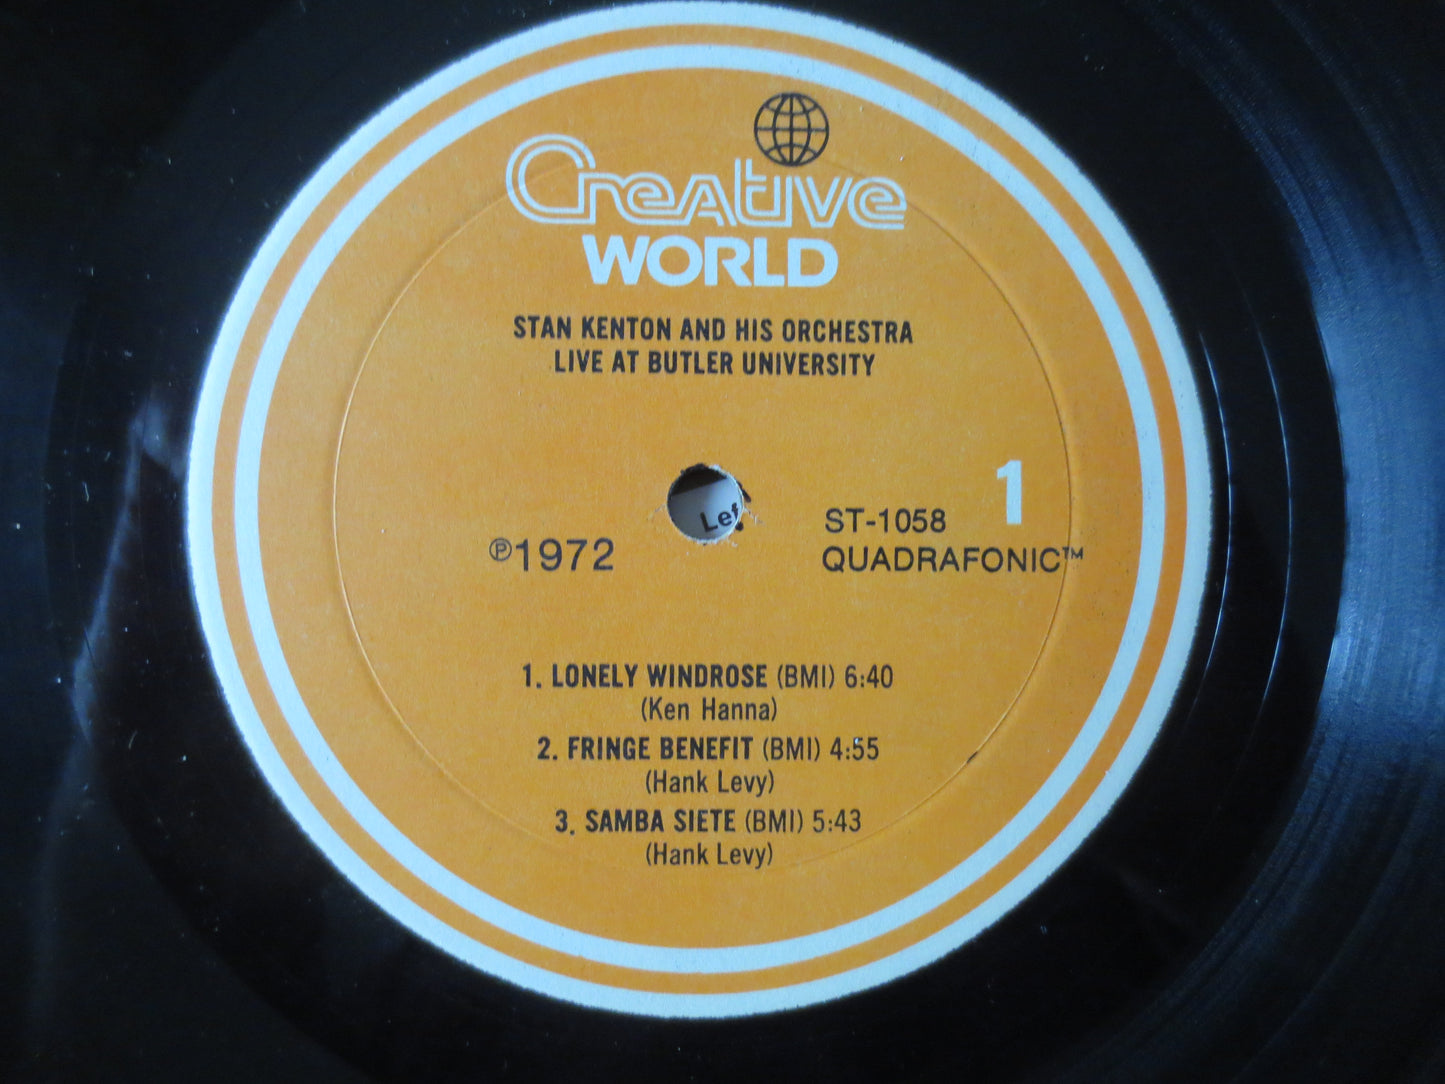 Creative
WORLD
STAN KENTON AND HIS ORCHESTRA
LIVE AT BUTLER UNIVERSITY
1
Lef
℗1972
ST-1058
QUADRAFONIC™
1. LONELY WINDROSE (BMI) 6:40
(Ken Hanna)
2. FRINGE BENEFIT (BMI) 4:55
(Hank Levy)
3. SAMBA SIETE (BMI) 5:43
(Hank Levy)